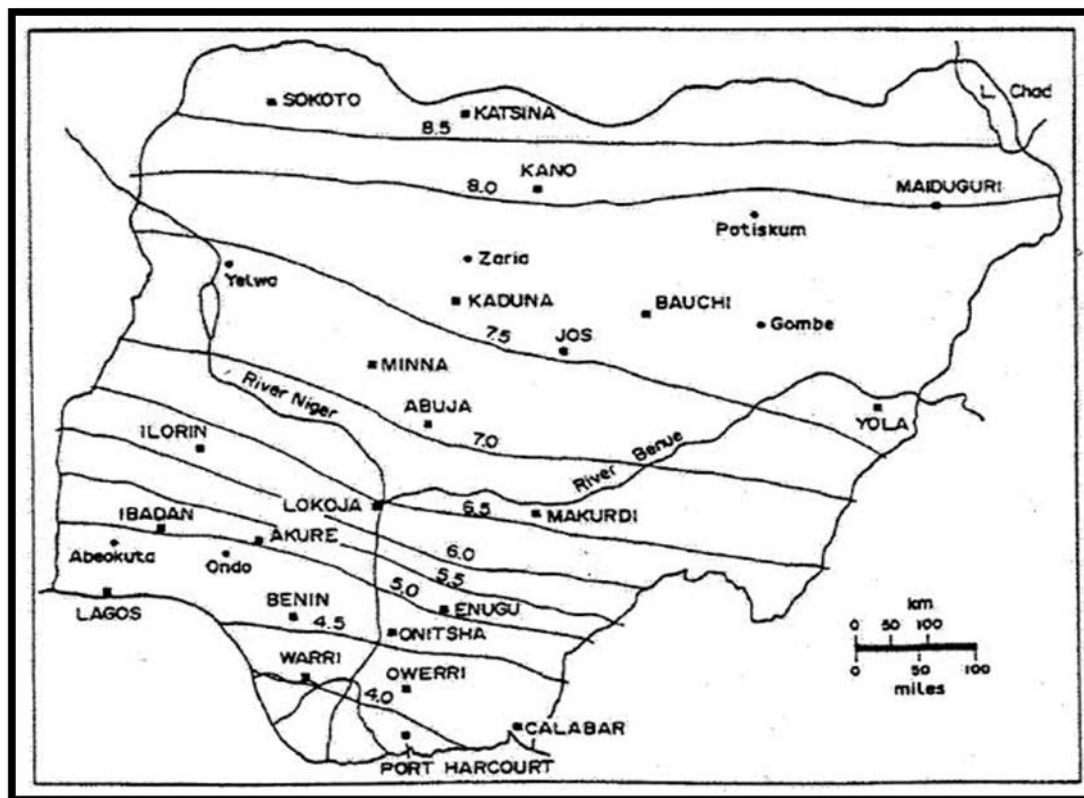 L. Chad
SOKOTO
KATSINA
8.5
KANO
8.0
MAIDUGURI
Potiskum
Zaria
Yelwa
KADUNA
BAUCHI
Gombe
7.5
JOS
MINNA
River Niger
ABUJA
YOLA
7.0
ILORIN
River Benue
LOKOJA
6.5
MAKURDI
IBADAN
AKURE
6.0
Abeokuta
Ondo
5.5
5.0
LAGOS
BENIN
ENUGU
km
4.5
ONITSHA
0 50 100
WARRI
OWERRI
0 50 100
miles
4.0
CALABAR
PORT HARCOURT